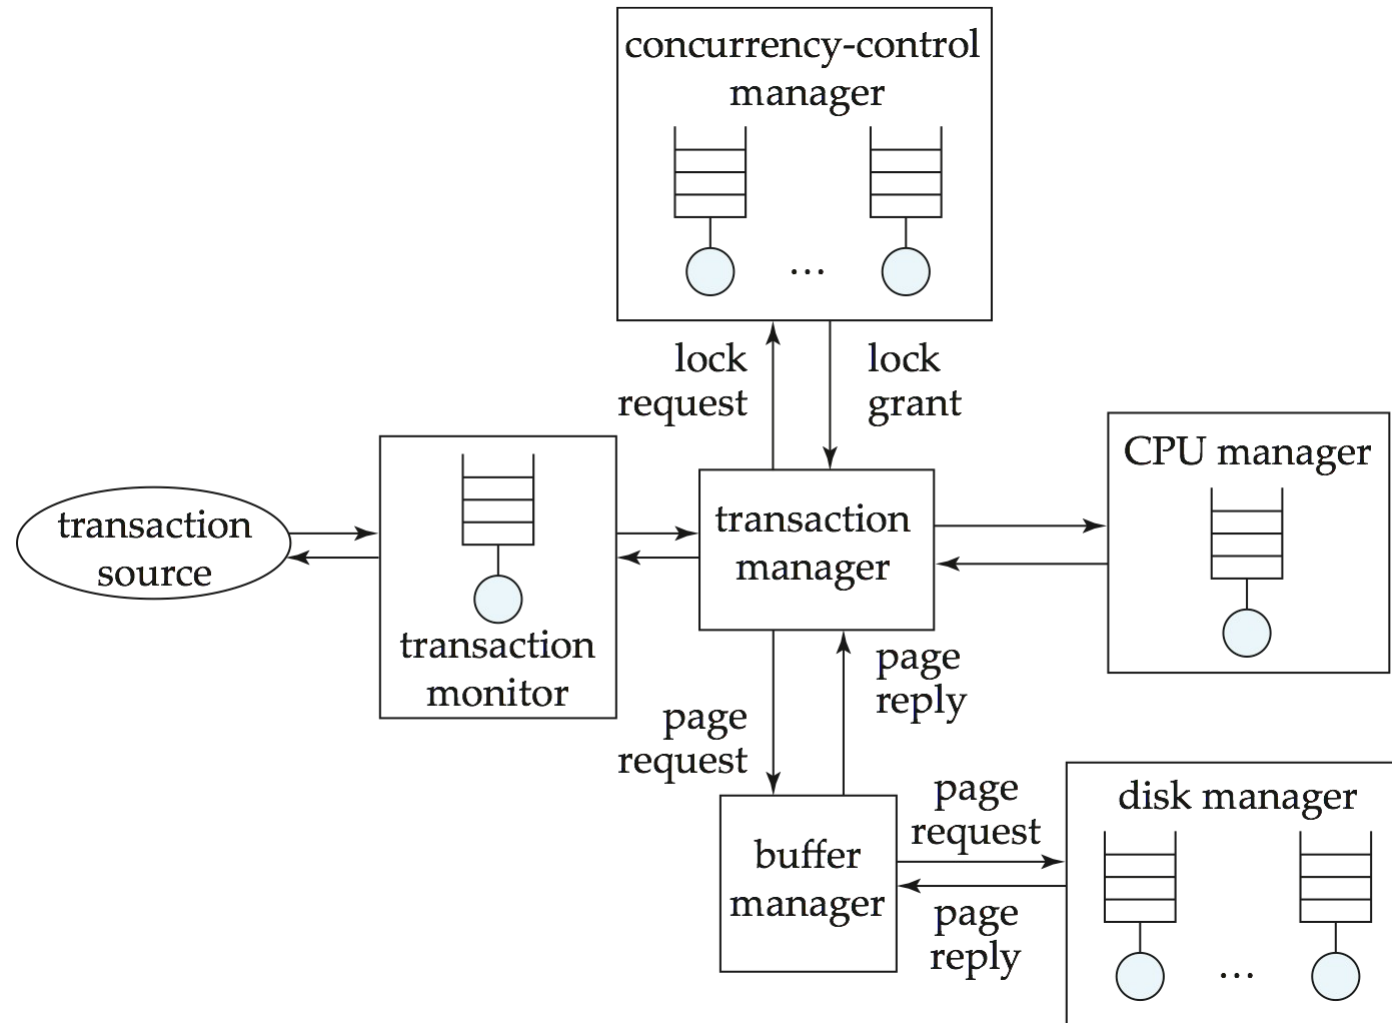 concurrency-control
manager
...
lock
request
lock
grant
CPU manager
transaction
source
transaction
monitor
transaction
manager
page
reply
page
request
buffer
manager
page
request
page
reply
disk manager
...